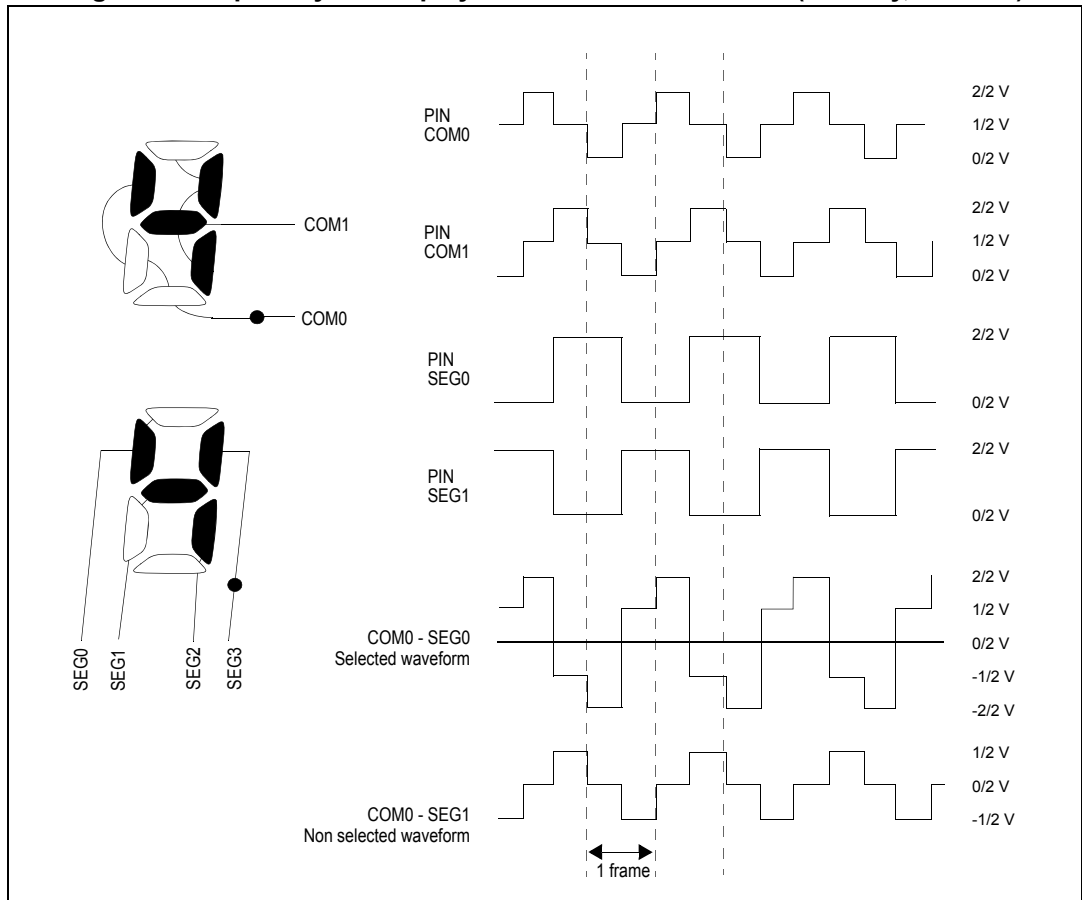 PIN
COM0
2/2 V
1/2 V
0/2 V
COM1
COM0
PIN
COM1
2/2 V
1/2 V
0/2 V
PIN
SEG0
2/2 V
0/2 V
PIN
SEG1
2/2 V
0/2 V
SEG0
SEG1
SEG2
SEG3
COM0 - SEG0
Selected waveform
2/2 V
1/2 V
0/2 V
-1/2 V
-2/2 V
COM0 - SEG1
Non selected waveform
1/2 V
0/2 V
-1/2 V
1 frame